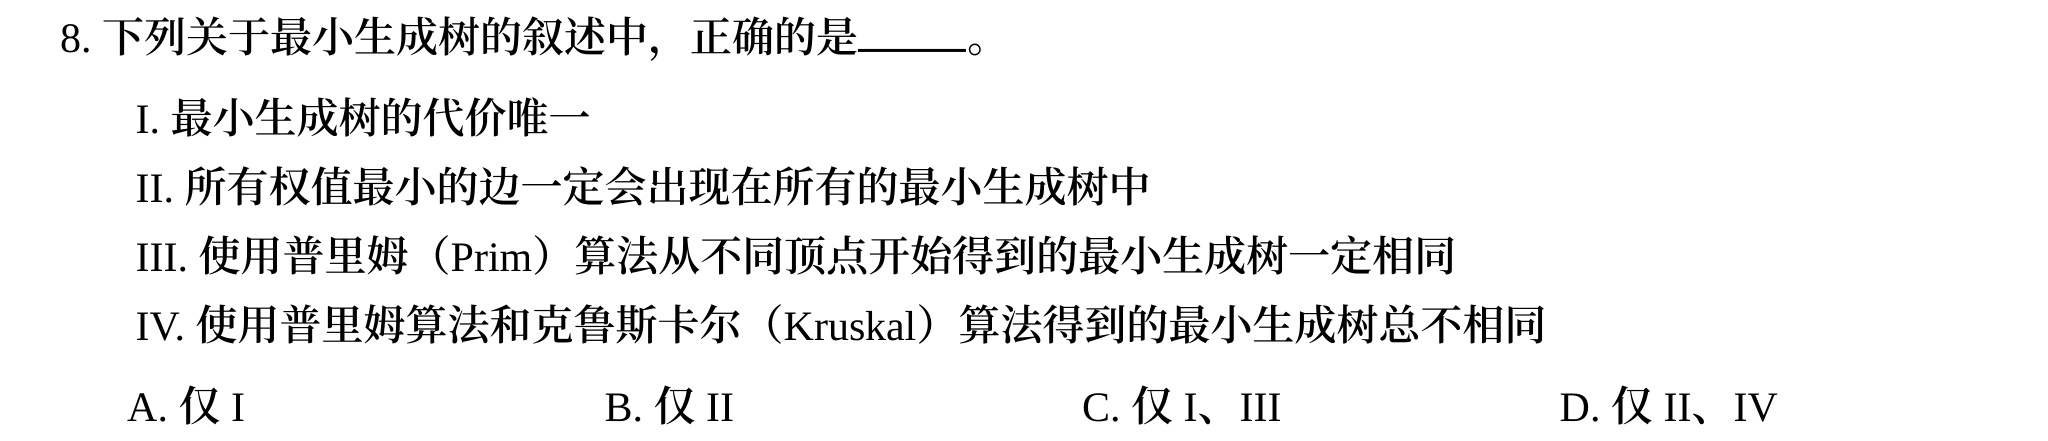 8. 下列关于最小生成树的叙述中，正确的是_____。
I. 最小生成树的代价唯一
II. 所有权值最小的边一定会出现在所有的最小生成树中
III. 使用普里姆（Prim）算法从不同顶点开始得到的最小生成树一定相同
IV. 使用普里姆算法和克鲁斯卡尔（Kruskal）算法得到的最小生成树总不相同
A. 仅 I B. 仅 II C. 仅 I、III D. 仅 II、IV